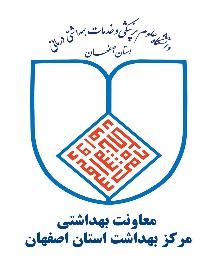 دانشگاه علوم پزشکی و خدمات بهداشتی درمانی
استان اصفهان
معاونت بهداشتی
مرکز بهداشت استان اصفهان